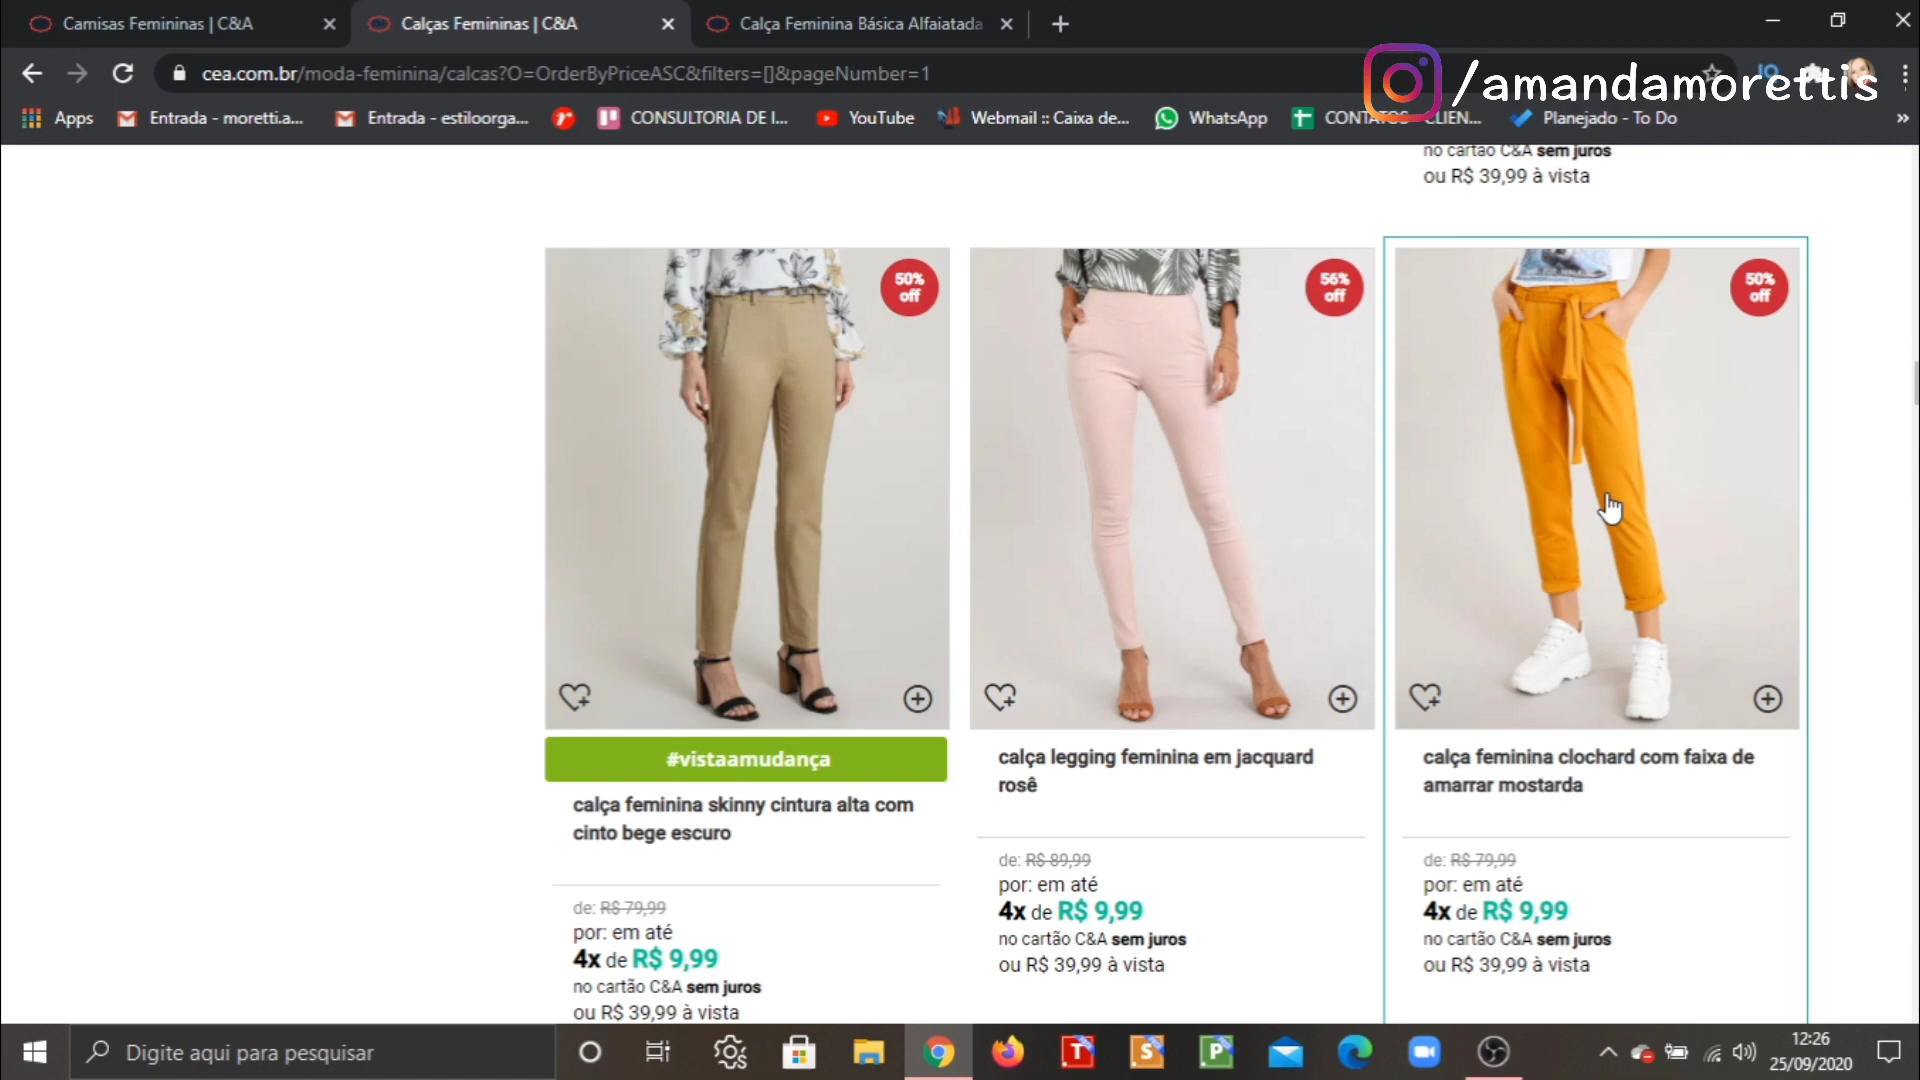 Camisas Femininas | C&A
Calças Femininas | C&A
Calça Feminina Básica Alfaiatada
cea.com.br/moda-feminina/calcas?O=OrderByPriceASC&filters=[]&pageNumber=1
/amandamorettis
Apps
Entrada - moretti.a...
Entrada - estiloorga...
CONSULTORIA DE I...
YouTube
Webmail :: Caixa de...
WhatsApp
CONTATOS - CLIEN...
Planejado - To Do
no cartão C&A sem juros
ou R$ 39,99 à vista
50%
off
56%
off
50%
off
#vistaamudança
calça feminina skinny cintura alta com
cinto bege escuro
de: R$ 79,99
por: em até
4x de R$ 9,99
no cartão C&A sem juros
ou R$ 39,99 à vista
calça legging feminina em jacquard
rosê
de: R$ 89,99
por: em até
4x de R$ 9,99
no cartão C&A sem juros
ou R$ 39,99 à vista
calça feminina clochard com faixa de
amarrar mostarda
de: R$ 79,99
por: em até
4x de R$ 9,99
no cartão C&A sem juros
ou R$ 39,99 à vista
Digite aqui para pesquisar
T
S
P
12:26
25/09/2020